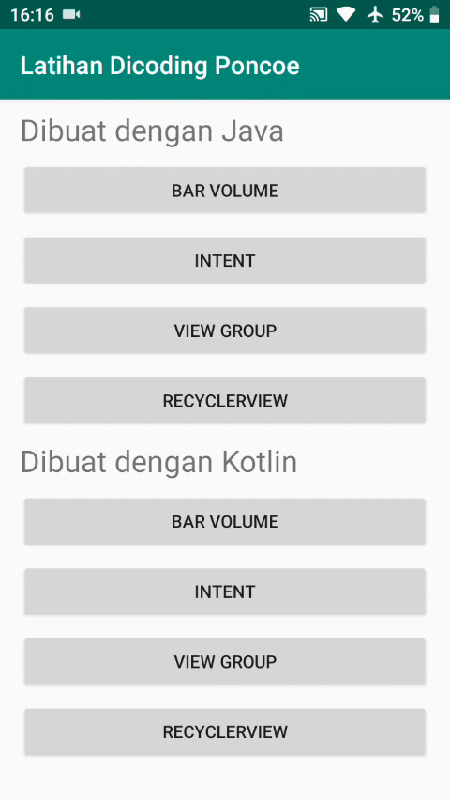 16:16
52%
Latihan Dicoding Poncoe
Dibuat dengan Java
BAR VOLUME
INTENT
VIEW GROUP
RECYCLERVIEW
Dibuat dengan Kotlin
BAR VOLUME
INTENT
VIEW GROUP
RECYCLERVIEW